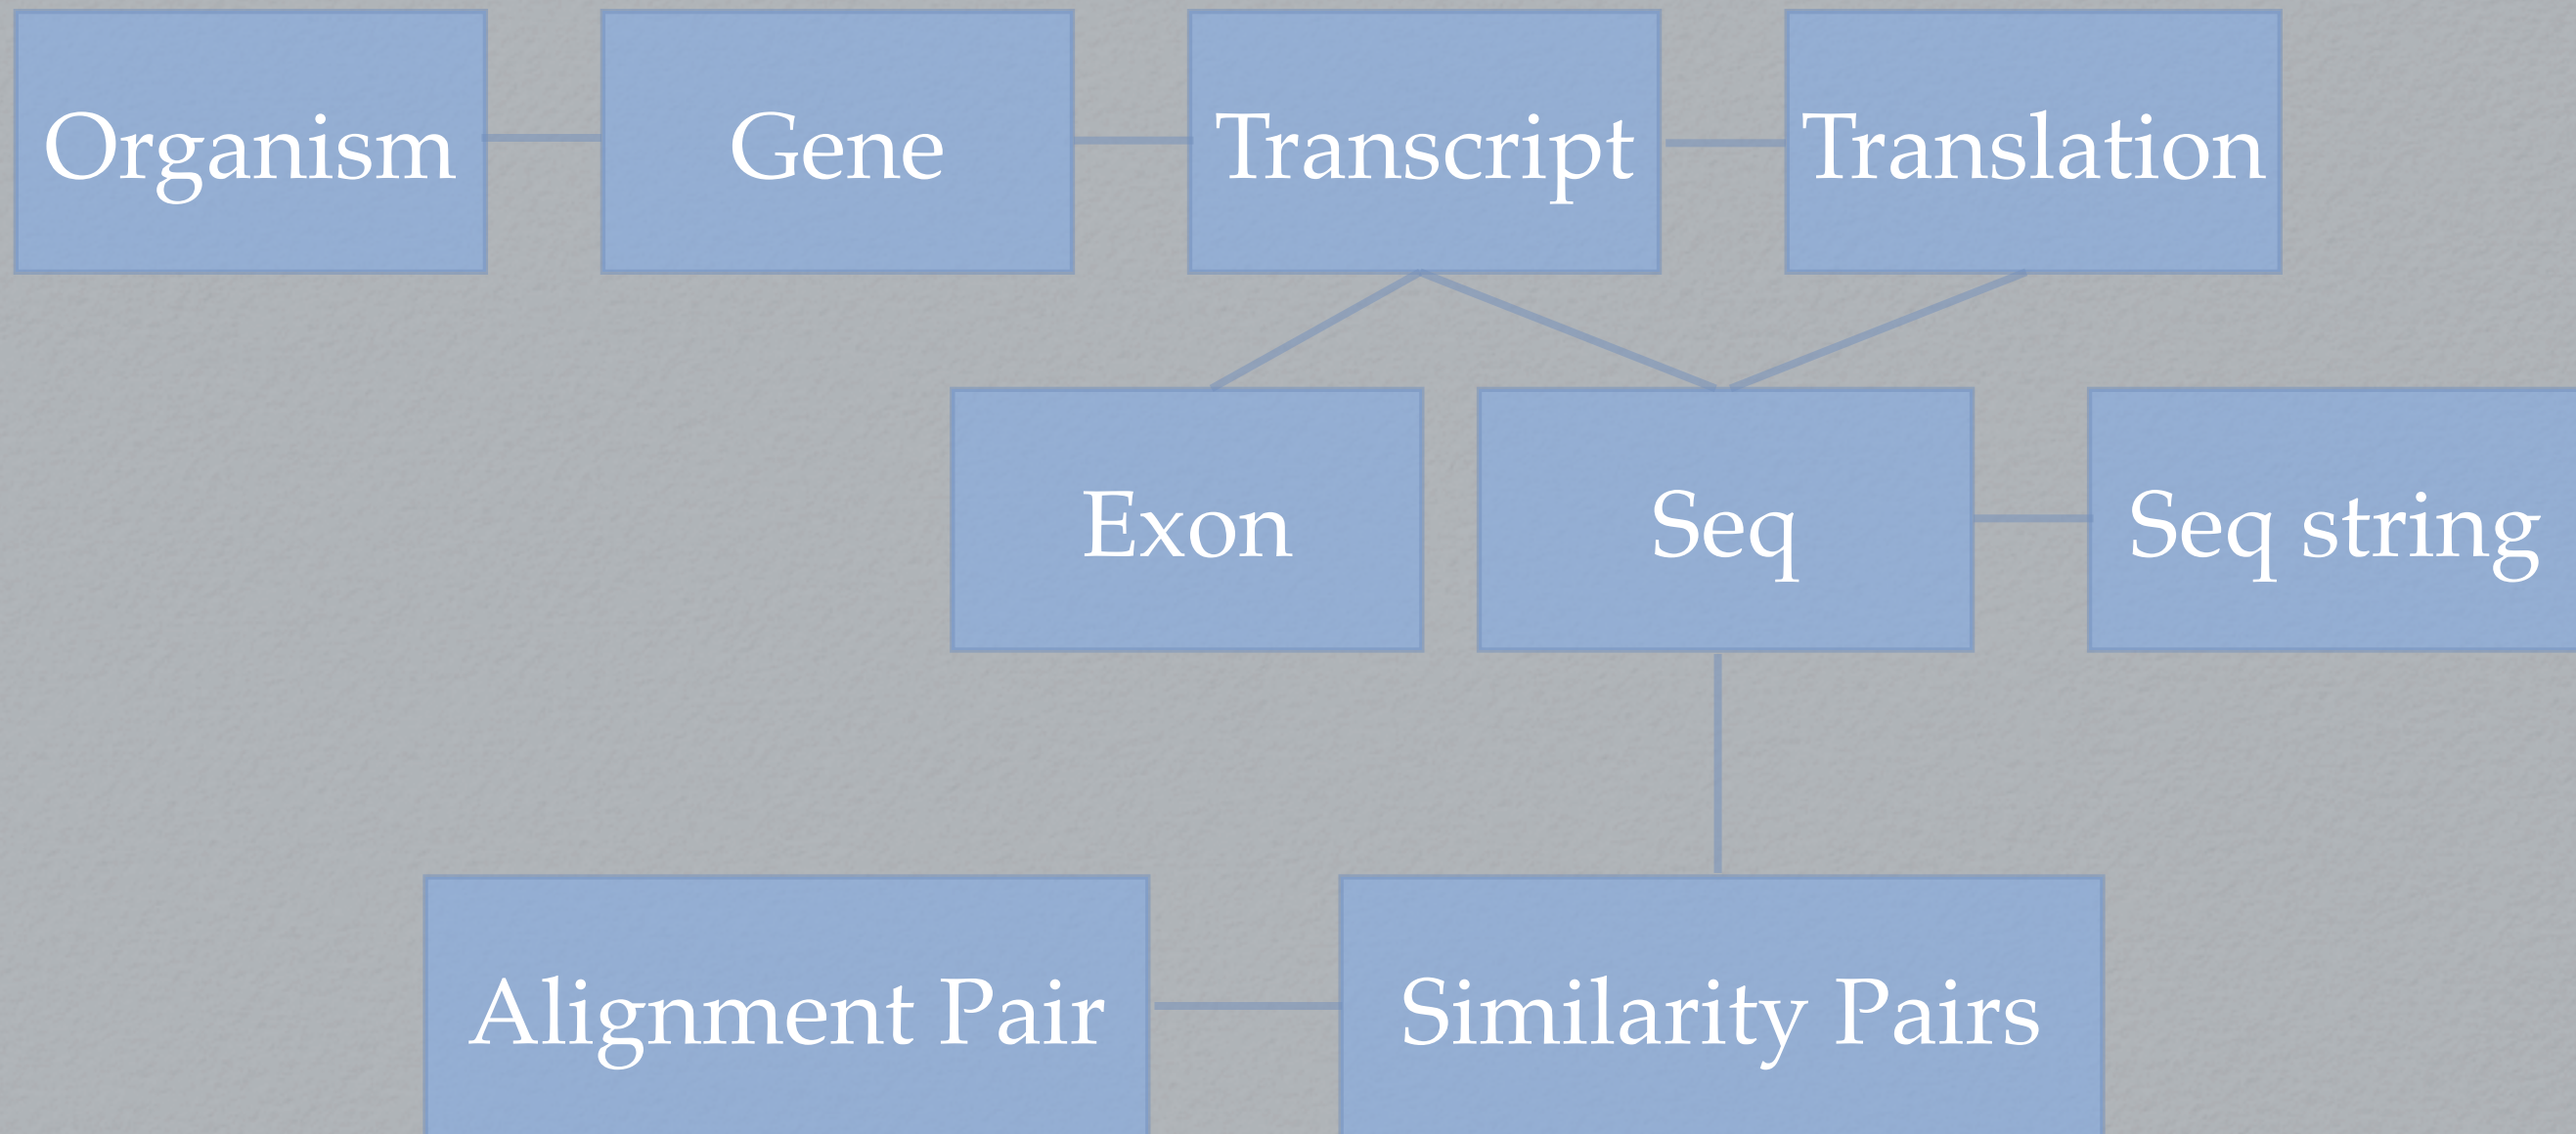 Organism
Gene
Transcript
Translation
Exon
Seq
Seq string
Alignment Pair
Similarity Pairs